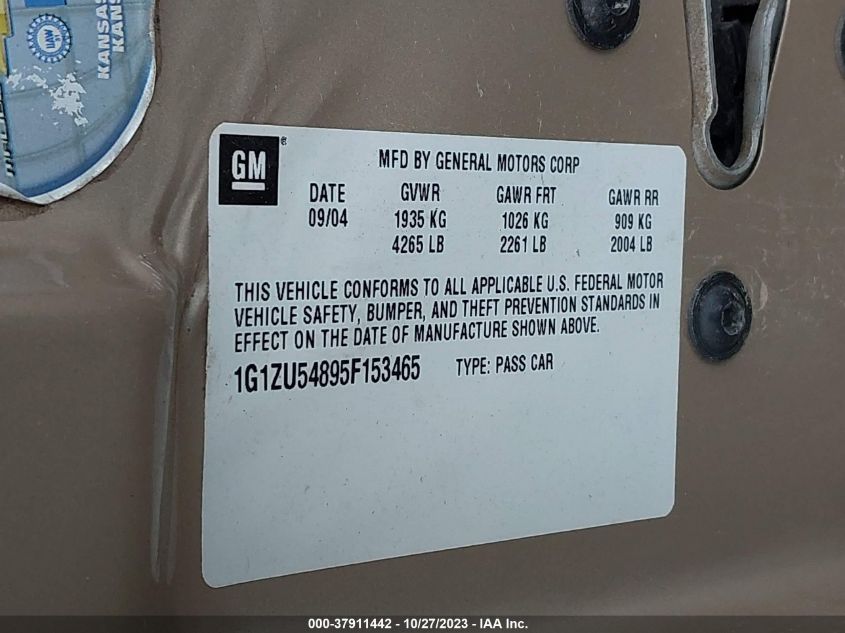 KANSAS
KANS
UAW
GM
MFD BY GENERAL MOTORS CORP
DATE GVWR GAWR FRT GAWR RR
09/04 1935 KG 1026 KG 909 KG
4265 LB 2261 LB 2004 LB
THIS VEHICLE CONFORMS TO ALL APPLICABLE U.S. FEDERAL MOTOR
VEHICLE SAFETY, BUMPER, AND THEFT PREVENTION STANDARDS IN
EFFECT ON THE DATE OF MANUFACTURE SHOWN ABOVE.
1G1ZU54895F153465 TYPE: PASS CAR
000-37911442 - 10/27/2023 - IAA Inc.